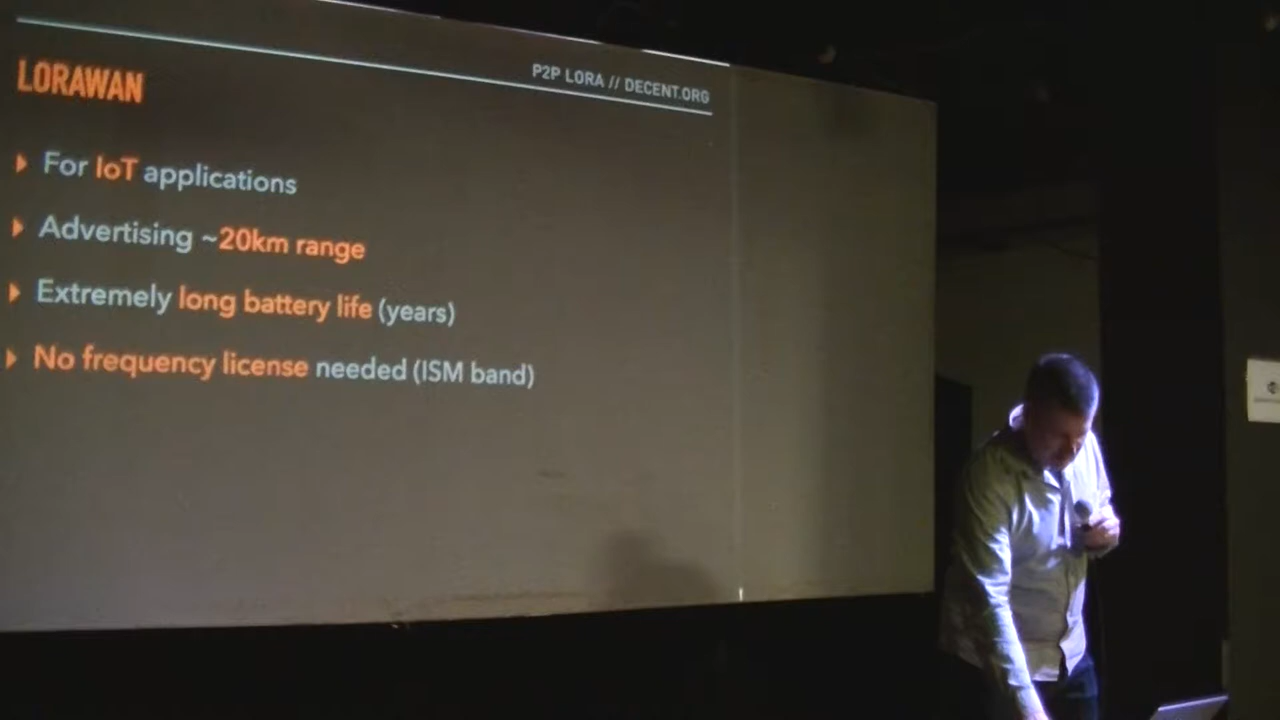 P2P LORA // DECENT.ORG
LORAWAN
For IoT applications
Advertising ~20km range
Extremely long battery life (years)
No frequency license needed (ISM band)